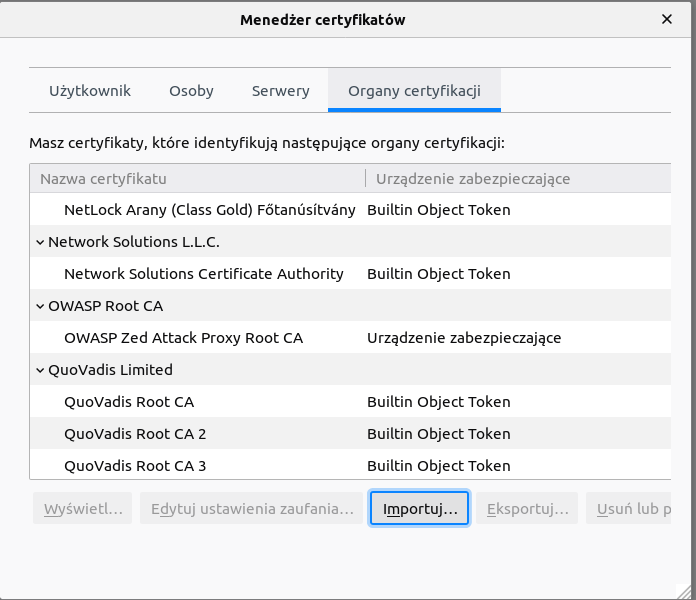 Menedżer certyfikatów
Użytkownik Osoby Serwery Organy certyfikacji
Masz certyfikaty, które identyfikują następujące organy certyfikacji:
Nazwa certyfikatu Urządzenie zabezpieczające
NetLock Arany (Class Gold) Főtanúsítvány Builtin Object Token
Network Solutions L.L.C.
Network Solutions Certificate Authority Builtin Object Token
OWASP Root CA
OWASP Zed Attack Proxy Root CA Urządzenie zabezpieczające
QuoVadis Limited
QuoVadis Root CA Builtin Object Token
QuoVadis Root CA 2 Builtin Object Token
QuoVadis Root CA 3 Builtin Object Token
Wyświetl… Edytuj ustawienia zaufania… Importuj… Eksportuj… Usuń lub p